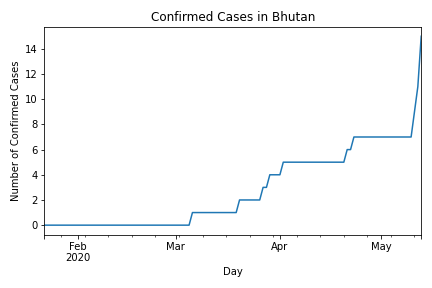 Confirmed Cases in Bhutan
Number of Confirmed Cases
14
12
10
8
6
4
2
0
Feb Mar Apr May
2020
Day